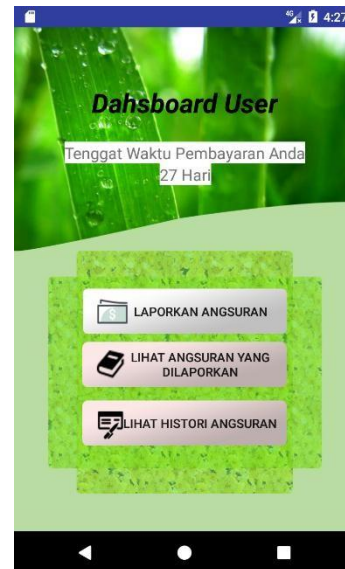 4G 4:27
Dahsboard User
Tenggat Waktu Pembayaran Anda
27 Hari
$
LAPORKAN ANGSURAN
LIHAT ANGSURAN YANG
DILAPORKAN
LIHAT HISTORI ANGSURAN